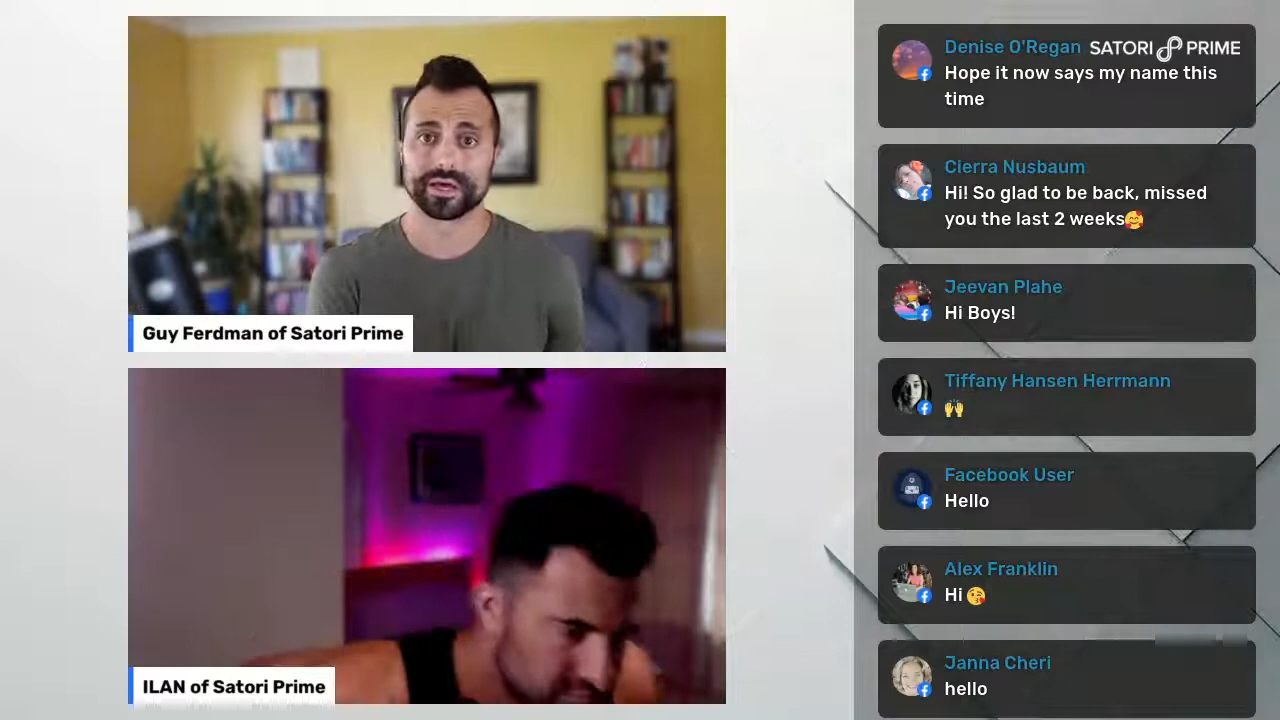 Guy Ferdman of Satori Prime
ILAN of Satori Prime
Denise O'Regan
SATORI PRIME
Hope it now says my name this
time
Cierra Nusbaum
Hi! So glad to be back, missed
you the last 2 weeks🥰
Jeevan Plahe
Hi Boys!
Tiffany Hansen Herrmann
🙌
Facebook User
Hello
Alex Franklin
Hi 😘
Janna Cheri
hello